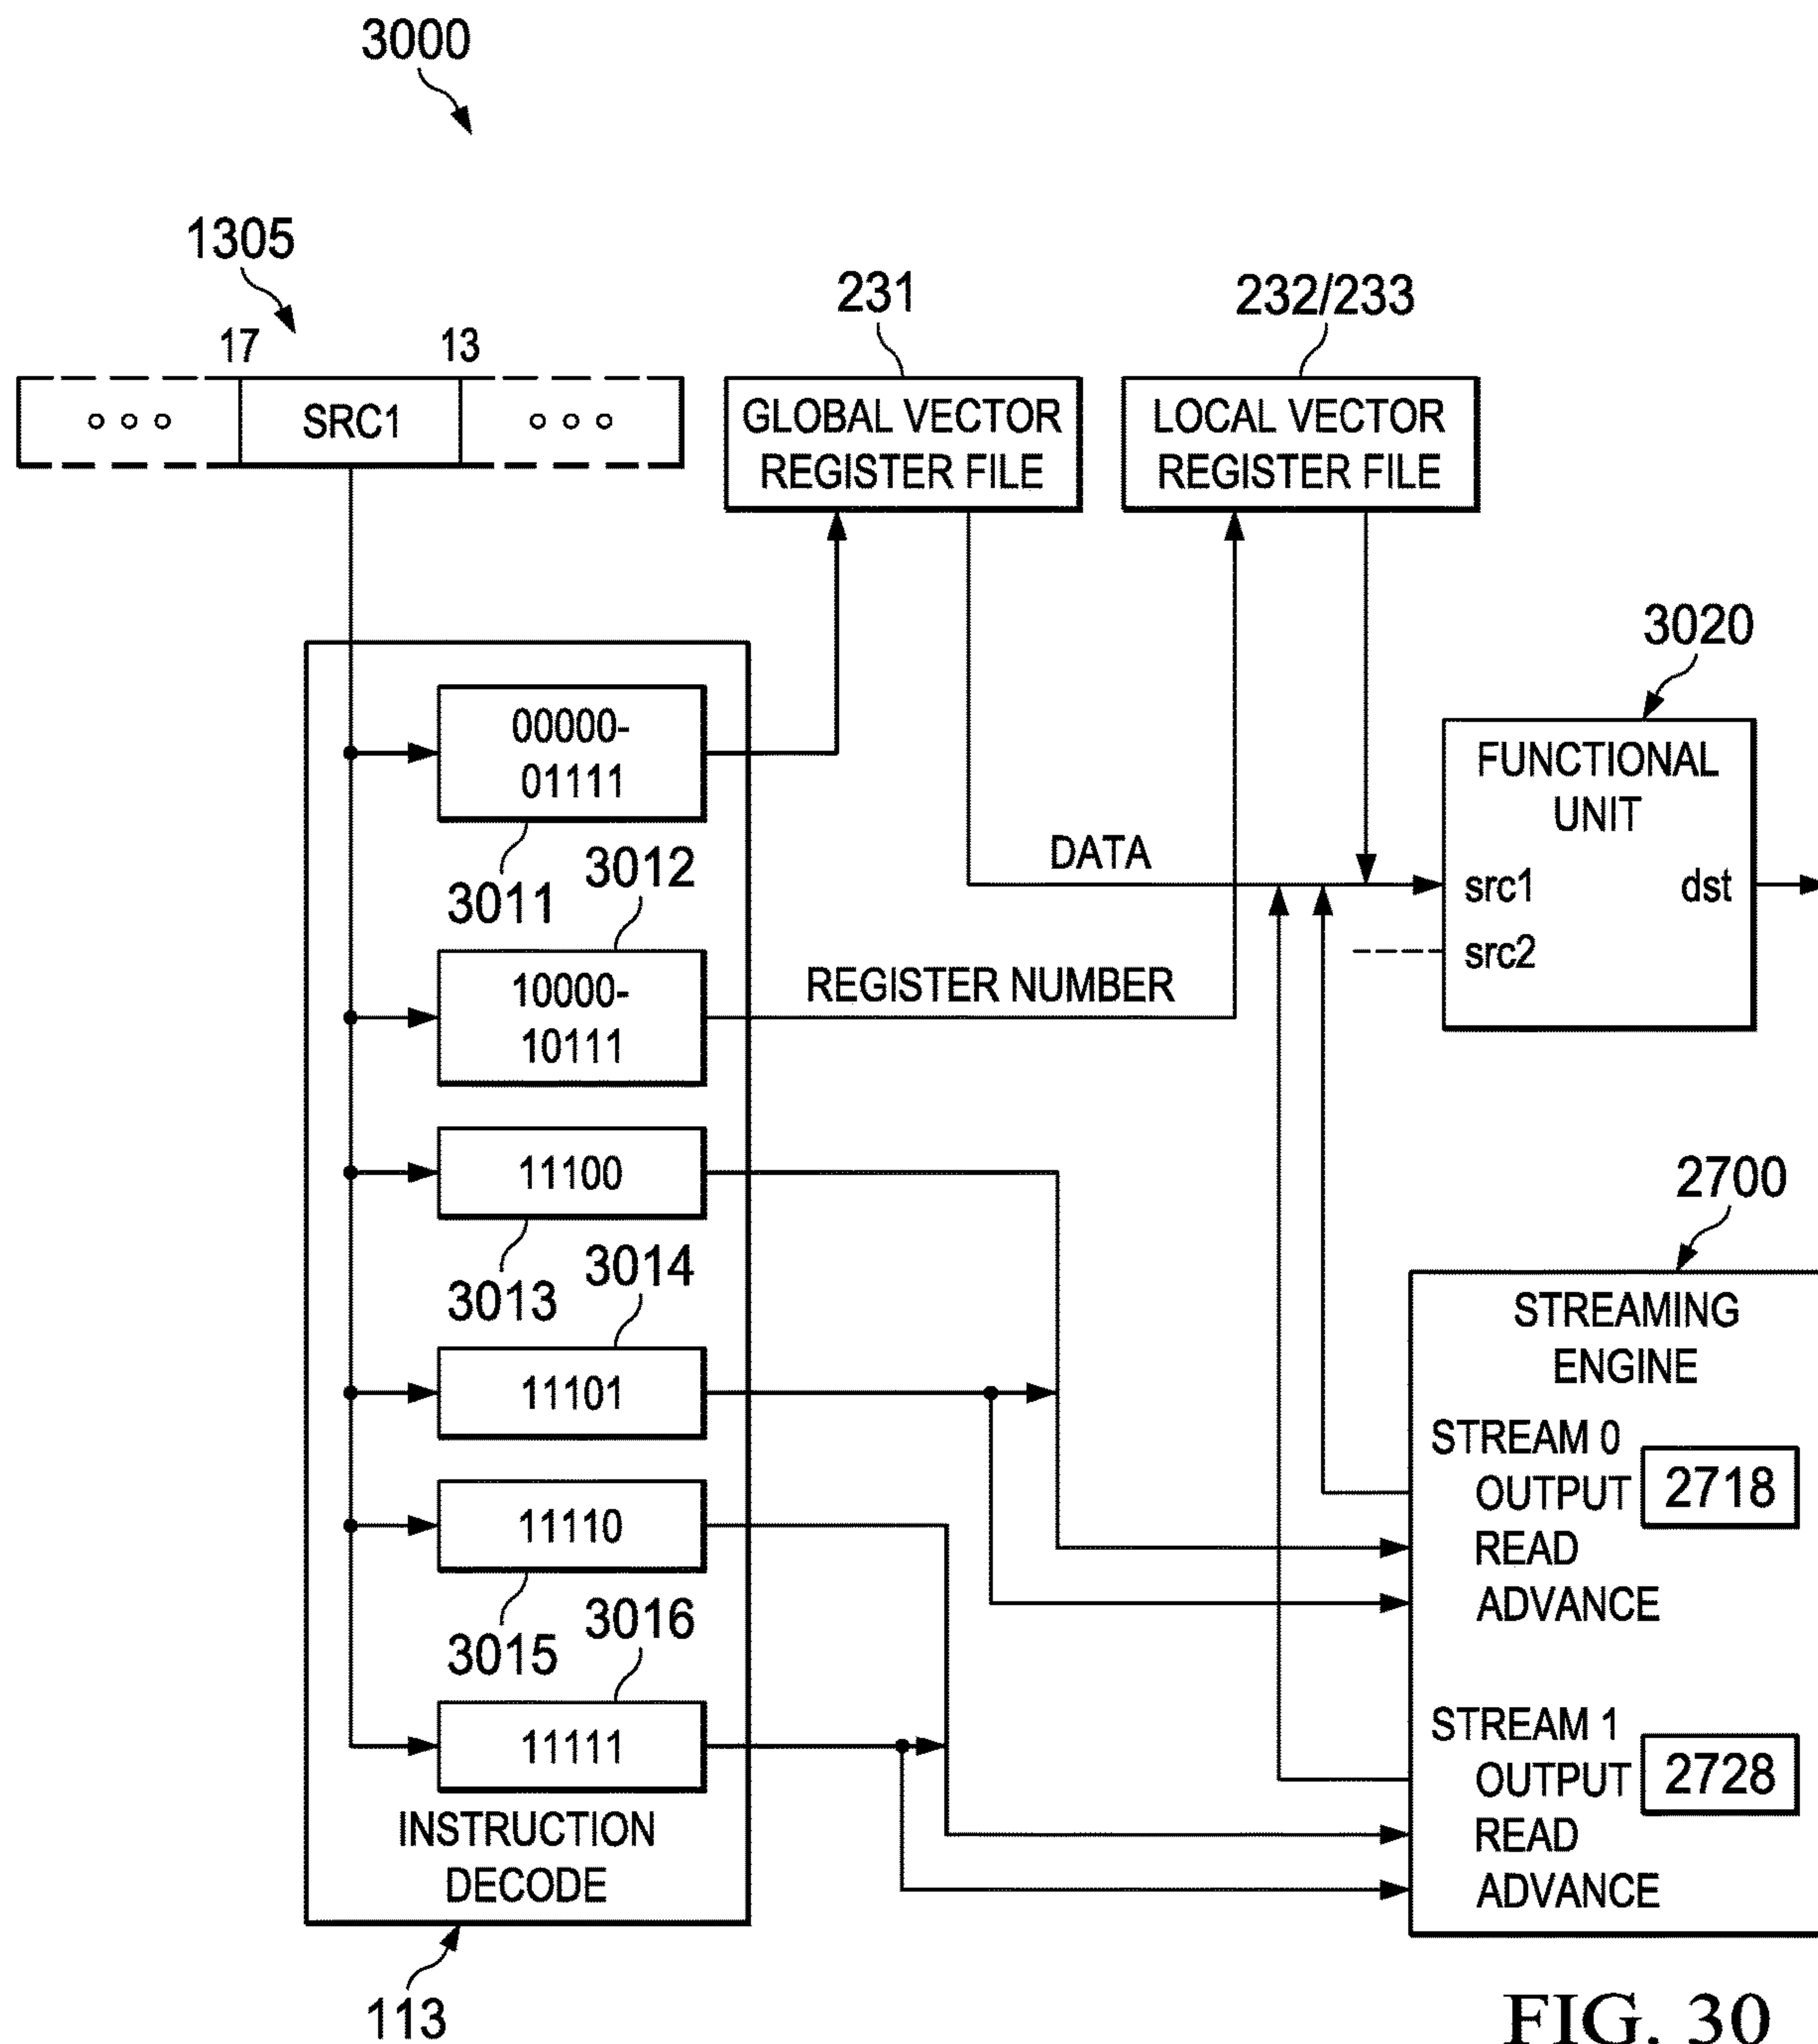 3000
1305
231
232/233
17
13
SRC1
GLOBAL VECTOR
REGISTER FILE
LOCAL VECTOR
REGISTER FILE
3020
00000-
01111
FUNCTIONAL
UNIT
3011
3012
DATA
src1
dst
src2
10000-
10111
REGISTER NUMBER
11100
2700
3013
3014
STREAMING
ENGINE
11101
STREAM 0
OUTPUT
2718
READ
ADVANCE
11110
3015
3016
11111
STREAM 1
OUTPUT
2728
READ
ADVANCE
INSTRUCTION
DECODE
113
FIG. 30